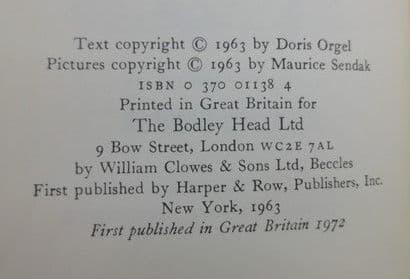 Text copyright © 1963 by Doris Orgel
Pictures copyright © 1963 by Maurice Sendak
ISBN 0 370 01138 4
Printed in Great Britain for
The Bodley Head Ltd
9 Bow Street, London WC2E 7AL
by William Clowes & Sons Ltd, Beccles
First published by Harper & Row, Publishers, Inc.
New York, 1963
First published in Great Britain 1972